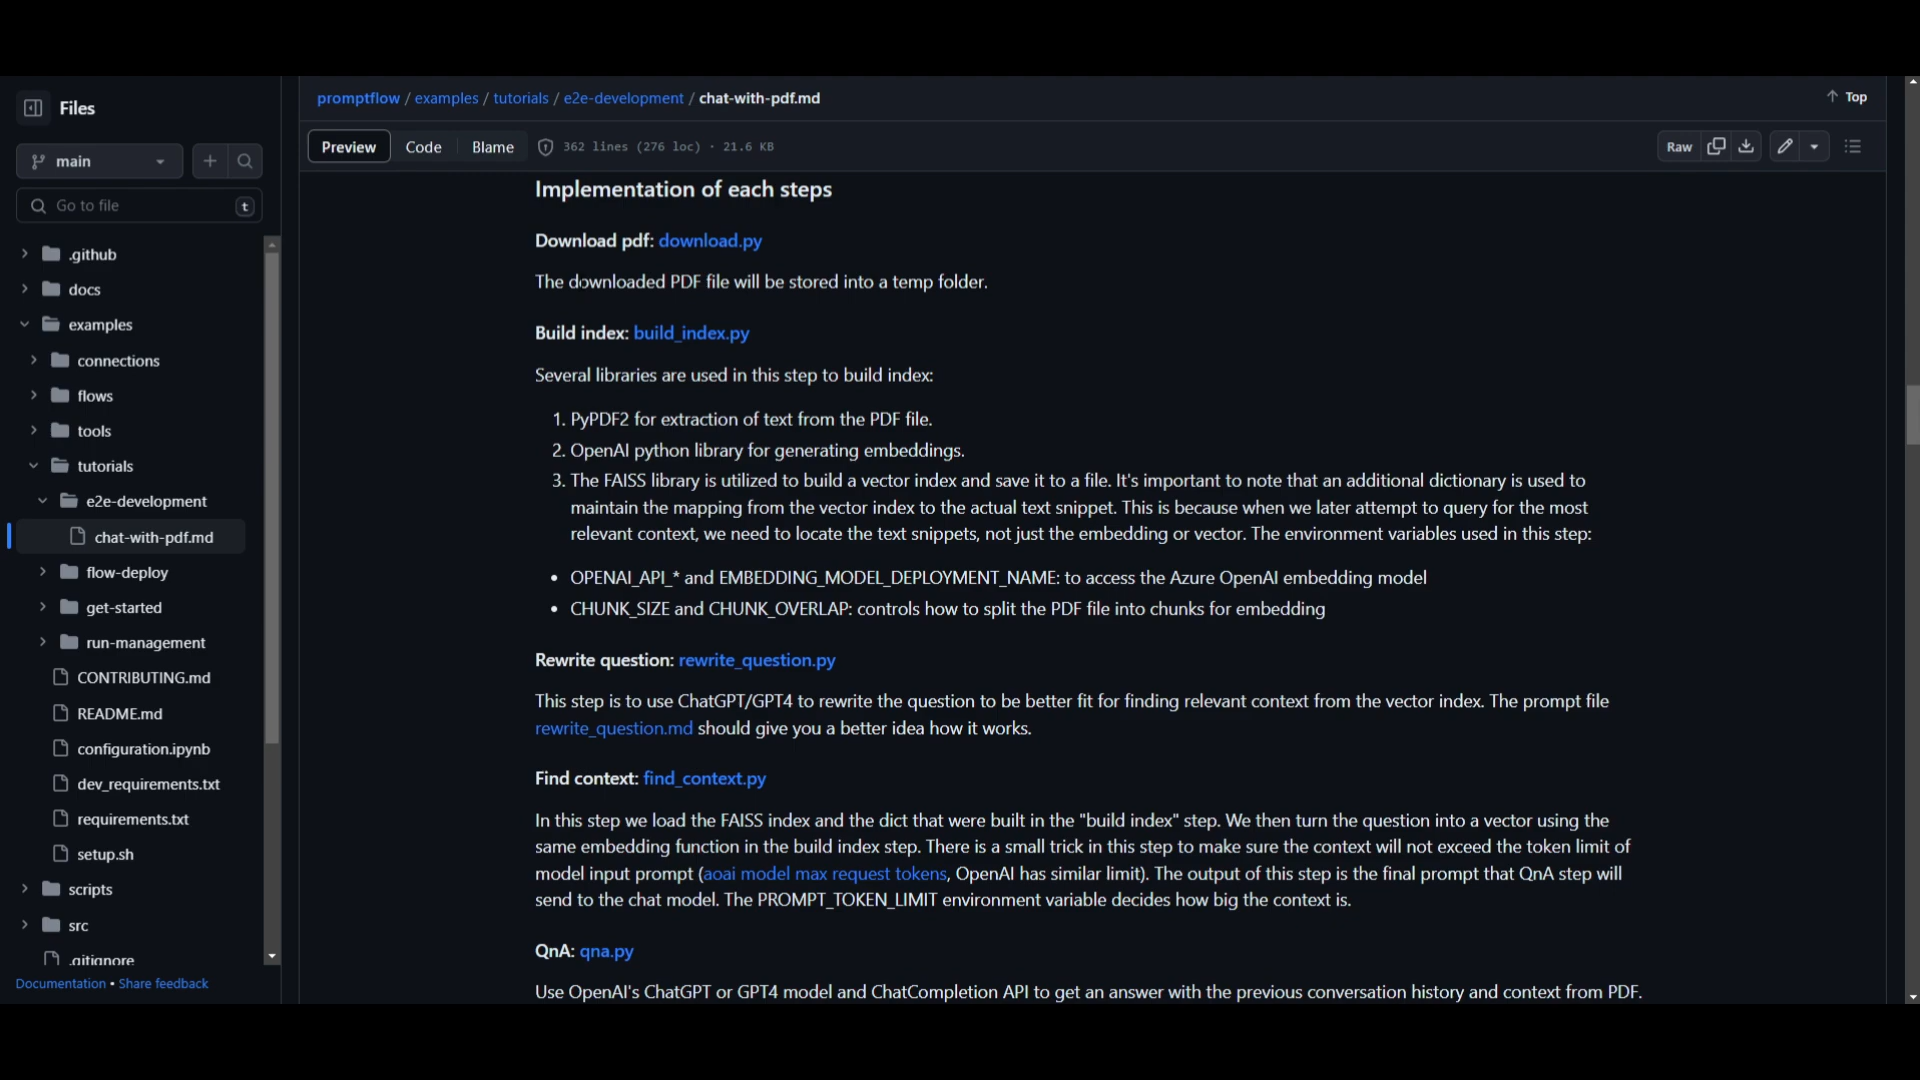 Files
main
Go to file
t
.github
docs
examples
connections
flows
tools
tutorials
e2e-development
chat-with-pdf.md
flow-deploy
get-started
run-management
CONTRIBUTING.md
README.md
configuration.ipynb
dev_requirements.txt
requirements.txt
setup.sh
scripts
src
.gitignore
Documentation • Share feedback
promptflow / examples / tutorials / e2e-development / chat-with-pdf.md
Top
Preview Code Blame 362 lines (276 loc) · 21.6 KB
Raw
Implementation of each steps
Download pdf: download.py
The downloaded PDF file will be stored into a temp folder.
Build index: build_index.py
Several libraries are used in this step to build index:
1. PyPDF2 for extraction of text from the PDF file.
2. OpenAI python library for generating embeddings.
3. The FAISS library is utilized to build a vector index and save it to a file. It's important to note that an additional dictionary is used to
maintain the mapping from the vector index to the actual text snippet. This is because when we later attempt to query for the most
relevant context, we need to locate the text snippets, not just the embedding or vector. The environment variables used in this step:
• OPENAI_API_* and EMBEDDING_MODEL_DEPLOYMENT_NAME: to access the Azure OpenAI embedding model
• CHUNK_SIZE and CHUNK_OVERLAP: controls how to split the PDF file into chunks for embedding
Rewrite question: rewrite_question.py
This step is to use ChatGPT/GPT4 to rewrite the question to be better fit for finding relevant context from the vector index. The prompt file
rewrite_question.md should give you a better idea how it works.
Find context: find_context.py
In this step we load the FAISS index and the dict that were built in the "build index" step. We then turn the question into a vector using the
same embedding function in the build index step. There is a small trick in this step to make sure the context will not exceed the token limit of
model input prompt (aoai model max request tokens, OpenAI has similar limit). The output of this step is the final prompt that QnA step will
send to the chat model. The PROMPT_TOKEN_LIMIT environment variable decides how big the context is.
QnA: qna.py
Use OpenAI's ChatGPT or GPT4 model and ChatCompletion API to get an answer with the previous conversation history and context from PDF.